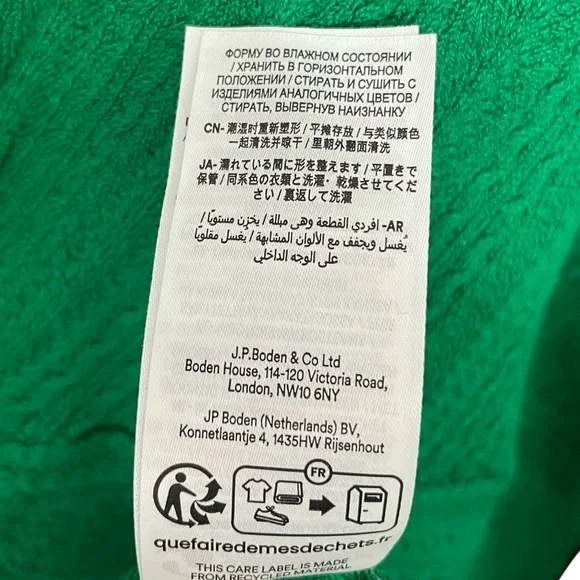 ФОРМУ ВО ВЛАЖНОМ СОСТОЯНИИ
/ ХРАНИТЬ В ГОРИЗОНТАЛЬНОМ
ПОЛОЖЕНИИ / СТИРАТЬ И СУШИТЬ С
ИЗДЕЛИЯМИ АНАЛОГИЧНЫХ ЦВЕТОВ /
СТИРАТЬ, ВЫВЕРНУВ НАИЗНАНКУ
CN- 潮湿时重新塑形 / 平摊存放 / 与类似颜色
一起清洗并晾干 / 里朝外翻面清洗
JA- 濡れている間に形を整えます / 平置きで
保管 / 同系色の衣類と洗濯・乾燥させてくだ
さい / 裏返して洗濯
AR- افردي القطعة وهى مبللة / يخزن مستويًا /
يُغسل ويجفف مع الألوان المشابهة / يغسل مقلوبًا
على الوجه الداخلي
J.P.Boden & Co Ltd
Boden House, 114-120 Victoria Road,
London, NW10 6NY
JP Boden (Netherlands) BV,
Konnetlaantje 4, 1435HW Rijsenhout
FR
quefairedemesdechets.fr
THIS CARE LABEL IS MADE
FROM RECYCLED MATERIAL